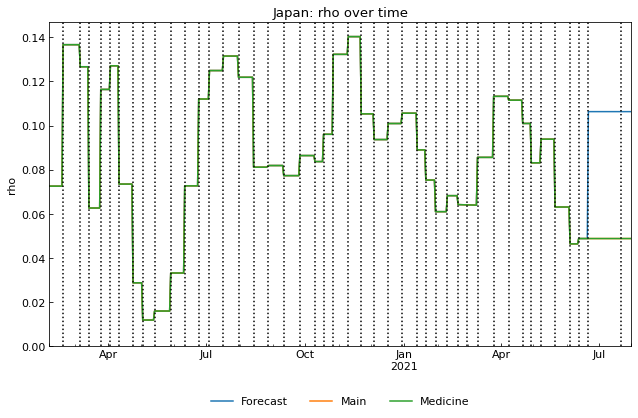 Japan: rho over time
0.14
0.12
0.10
0.08
0.06
0.04
0.02
0.00
rho
Apr Jul Oct Jan Apr Jul
2021
Forecast Main Medicine